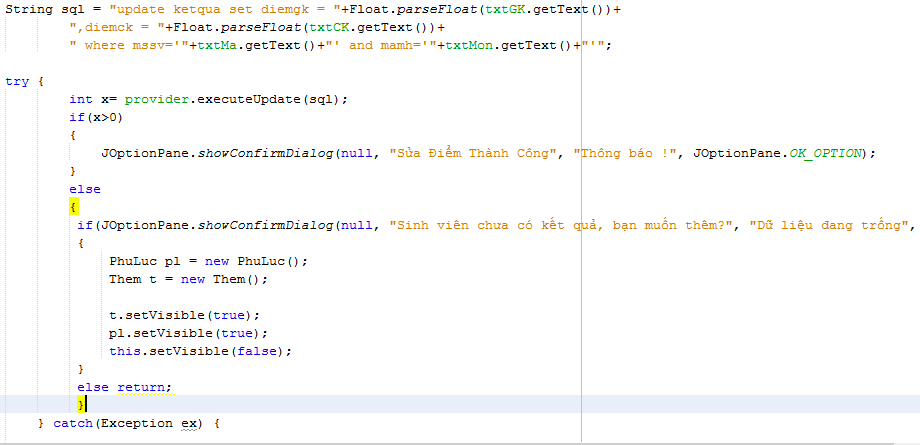 String sql = "update ketqua set diemgk = "+Float.parseFloat(txtGK.getText())+
",diemck = "+Float.parseFloat(txtCK.getText())+
" where mssv='"+txtMa.getText()+"' and mamh='"+txtMon.getText()+"'";
try {
int x= provider.executeUpdate(sql);
if(x>0)
{
JOptionPane.showConfirmDialog(null, "Sửa Điểm Thành Công", "Thông báo !", JOptionPane.OK_OPTION);
}
else
{
if(JOptionPane.showConfirmDialog(null, "Sinh viên chưa có kết quả, bạn muốn thêm?", "Dữ liệu đang trống",
{
PhuLuc pl = new PhuLuc();
Them t = new Them();
t.setVisible(true);
pl.setVisible(true);
this.setVisible(false);
}
else return;
}
} catch(Exception ex) {